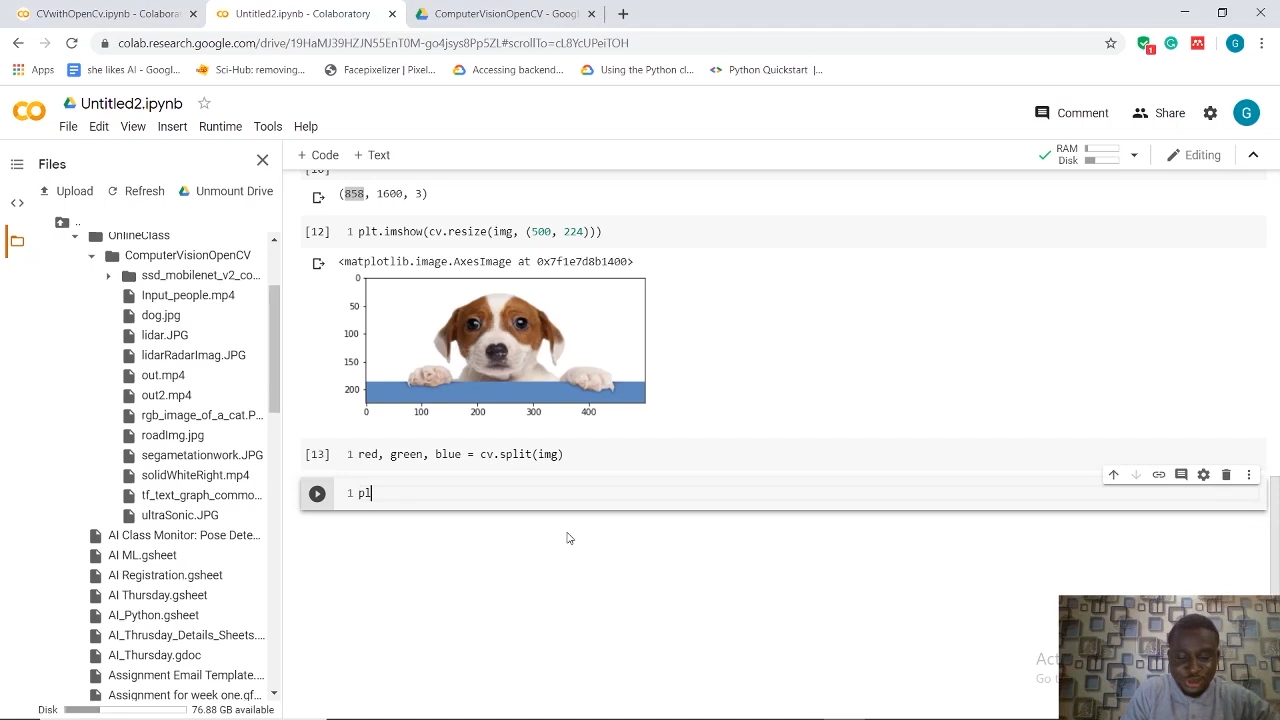 CVwithOpenCv.ipynb - Colaborat
Untitled2.ipynb - Colaboratory
ComputerVisionOpenCV - Googl
colab.research.google.com/drive/19HaMJ39HZJN55EnT0M-go4jsys8Pp5Zk#scrollTo=cL8YcUPeiTOH
Apps
she likes AI - Googl...
Sci-Hub: removing...
Facepixelizer | Pixel...
Accessing backend...
Using the Python cl...
Python Quickstart |...
Untitled2.ipynb
File Edit View Insert Runtime Tools Help
Comment
Share
G
Files
Upload
Refresh
Unmount Drive
+ Code
+ Text
RAM
Disk
Editing
..
OnlineClass
ComputerVisionOpenCV
ssd_mobilenet_v2_co...
Input_people.mp4
dog.jpg
lidar.JPG
lidarRadarImag.JPG
out.mp4
out2.mp4
rgb_image_of_a_cat.P...
roadImg.jpg
segametationwork.JPG
solidWhiteRight.mp4
tf_text_graph_commo...
ultraSonic.JPG
AI Class Monitor: Pose Dete...
AI ML.gsheet
AI Registration.gsheet
AI Thursday.gsheet
AI_Python.gsheet
AI_Thrusday_Details_Sheets....
AI_Thursday.gdoc
Assignment Email Template....
Assignment for week one.gf...
Disk
76.88 GB available
(858, 1600, 3)
[12] 1 plt.imshow(cv.resize(img, (500, 224)))
<matplotlib.image.AxesImage at 0x7f1e7d8b1400>
0
50
100
150
200
0 100 200 300 400
[13] 1 red, green, blue = cv.split(img)
1 pl